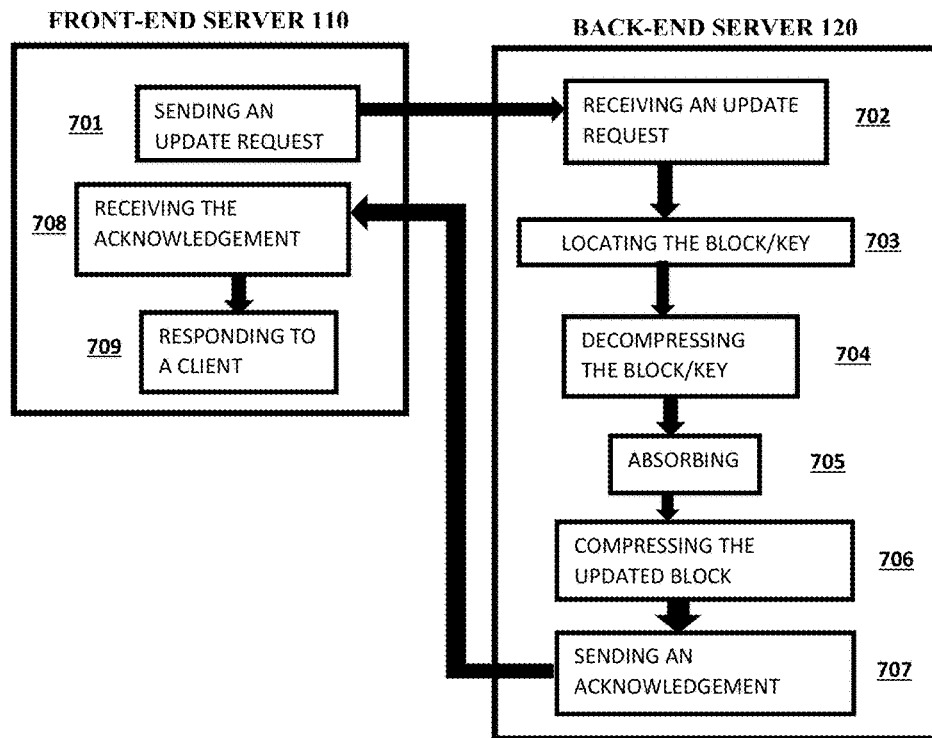 FRONT-END SERVER 110
701
SENDING AN
UPDATE REQUEST
708
RECEIVING THE
ACKNOWLEDGEMENT
709
RESPONDING TO
A CLIENT
BACK-END SERVER 120
RECEIVING AN UPDATE
REQUEST
702
LOCATING THE BLOCK/KEY
703
DECOMPRESSING
THE BLOCK/KEY
704
ABSORBING
705
COMPRESSING THE
UPDATED BLOCK
706
SENDING AN
ACKNOWLEDGEMENT
707